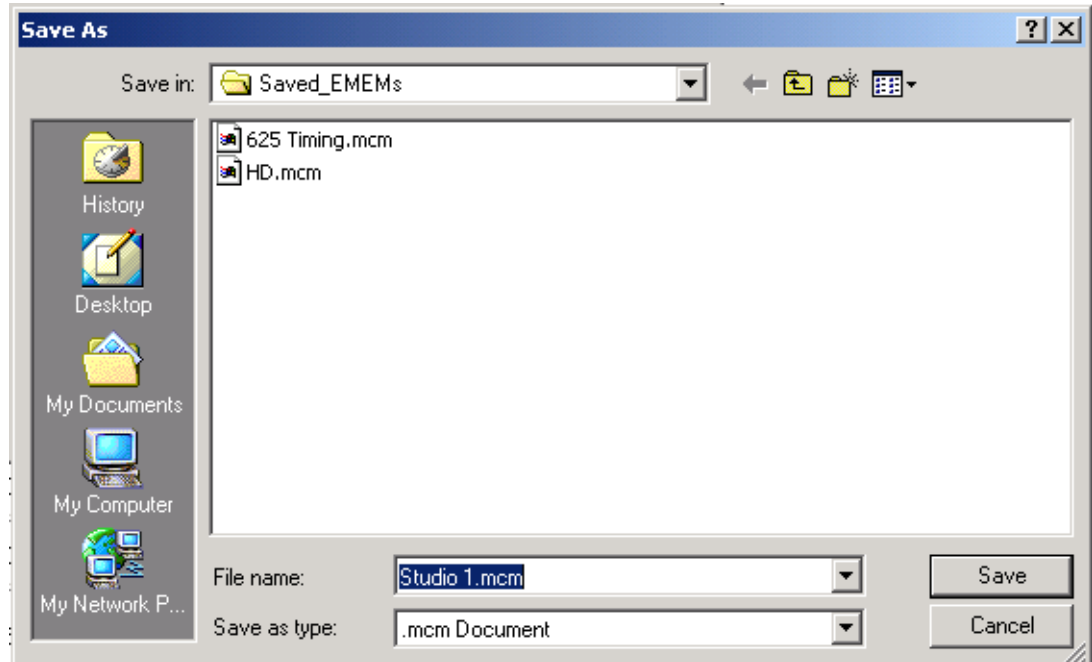 Save As
Save in: Saved_EMEMs
625 Timing.mcm
HD.mcm
History
Desktop
My Documents
My Computer
My Network P...
File name: Studio 1.mcm Save
Save as type: .mcm Document Cancel